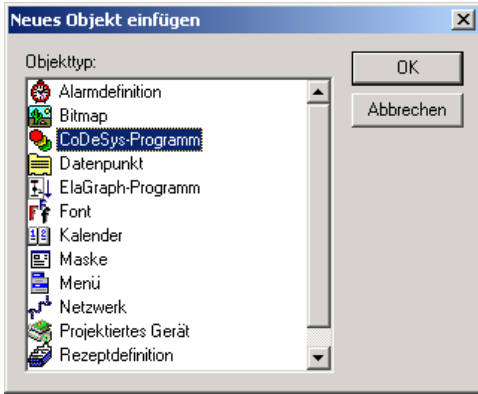 Neues Objekt einfügen
Objekttyp:
Alarmdefinition
Bitmap
CoDeSys-Programm
Datenpunkt
ElaGraph-Programm
Font
Kalender
Maske
Menü
Netzwerk
Projektiertes Gerät
Rezeptdefinition
OK
Abbrechen